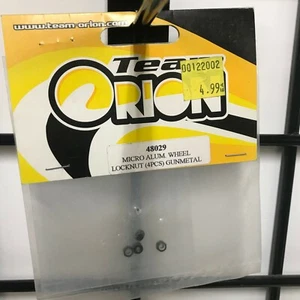 www.team-orion.com
Team
ORION
00122002
4.99
48029
MICRO ALUM. WHEEL
LOCKNUT (4PCS) GUNMETAL